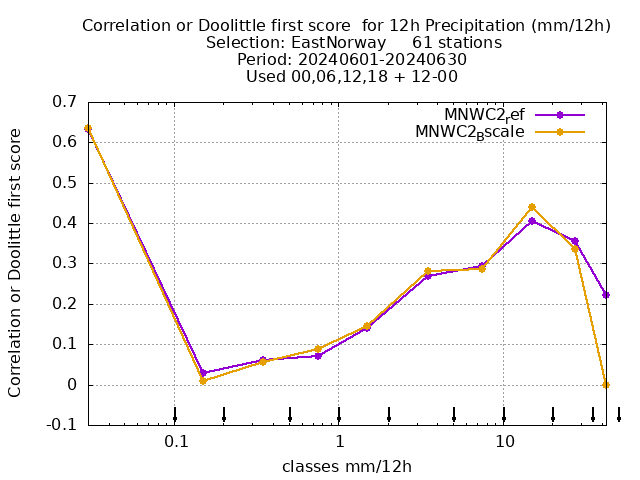 Correlation or Doolittle first score  for 12h Precipitation (mm/12h)
Selection: EastNorway     61 stations
Period: 20240601-20240630
Used 00,06,12,18 + 12-00
MNWC2ref
MNWC2Bscale
Correlation or Doolittle first score
0.7
0.6
0.5
0.4
0.3
0.2
0.1
0
-0.1
0.1 1 10
classes mm/12h